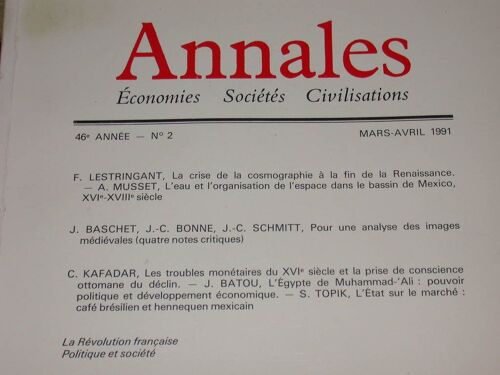 Annales
Économies Sociétés Civilisations
46e ANNÉE — No 2 MARS-AVRIL 1991
F. LESTRINGANT, La crise de la cosmographie à la fin de la Renaissance.
— A. MUSSET, L'eau et l'organisation de l'espace dans le bassin de Mexico,
XVIe-XVIIIe siècle
J. BASCHET, J.-C. BONNE, J.-C. SCHMITT, Pour une analyse des images
médiévales (quatre notes critiques)
C. KAFADAR, Les troubles monétaires du XVIe siècle et la prise de conscience
ottomane du déclin. — J. BATOU, L'Égypte de Muhammad-'Ali : pouvoir
politique et développement économique. — S. TOPIK, L'État sur le marché :
café brésilien et hennequen mexicain
La Révolution française
Politique et société